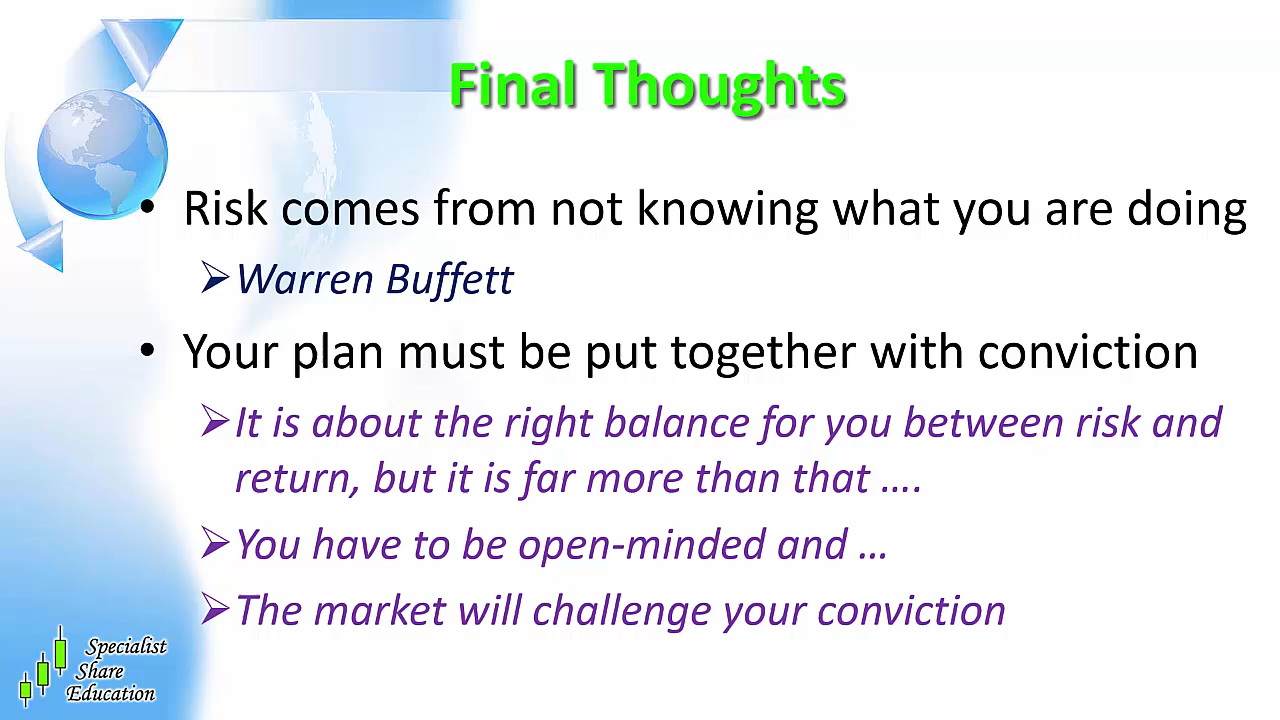 Final Thoughts
• Risk comes from not knowing what you are doing
➢Warren Buffett
• Your plan must be put together with conviction
➢It is about the right balance for you between risk and
return, but it is far more than that ….
➢You have to be open-minded and …
➢The market will challenge your conviction
Specialist
Share
Education